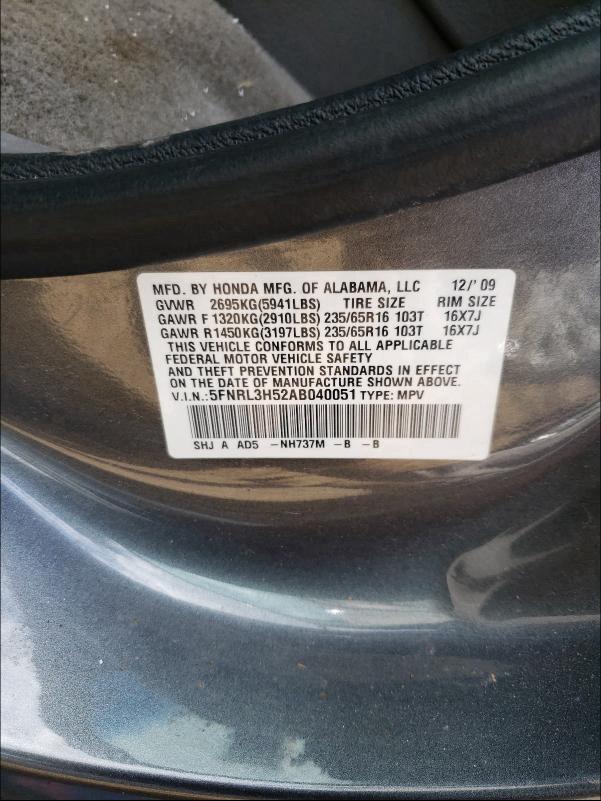 MFD. BY HONDA MFG. OF ALABAMA, LLC 12/'09
GVWR 2695KG(5941LBS) TIRE SIZE RIM SIZE
GAWR F 1320KG(2910LBS) 235/65R16 103T 16X7J
GAWR R1450KG(3197LBS) 235/65R16 103T 16X7J
THIS VEHICLE CONFORMS TO ALL APPLICABLE
FEDERAL MOTOR VEHICLE SAFETY
AND THEFT PREVENTION STANDARDS IN EFFECT
ON THE DATE OF MANUFACTURE SHOWN ABOVE.
V.I.N.:5FNRL3H52AB040051 TYPE: MPV
SHJ A AD5 -NH737M -B -B